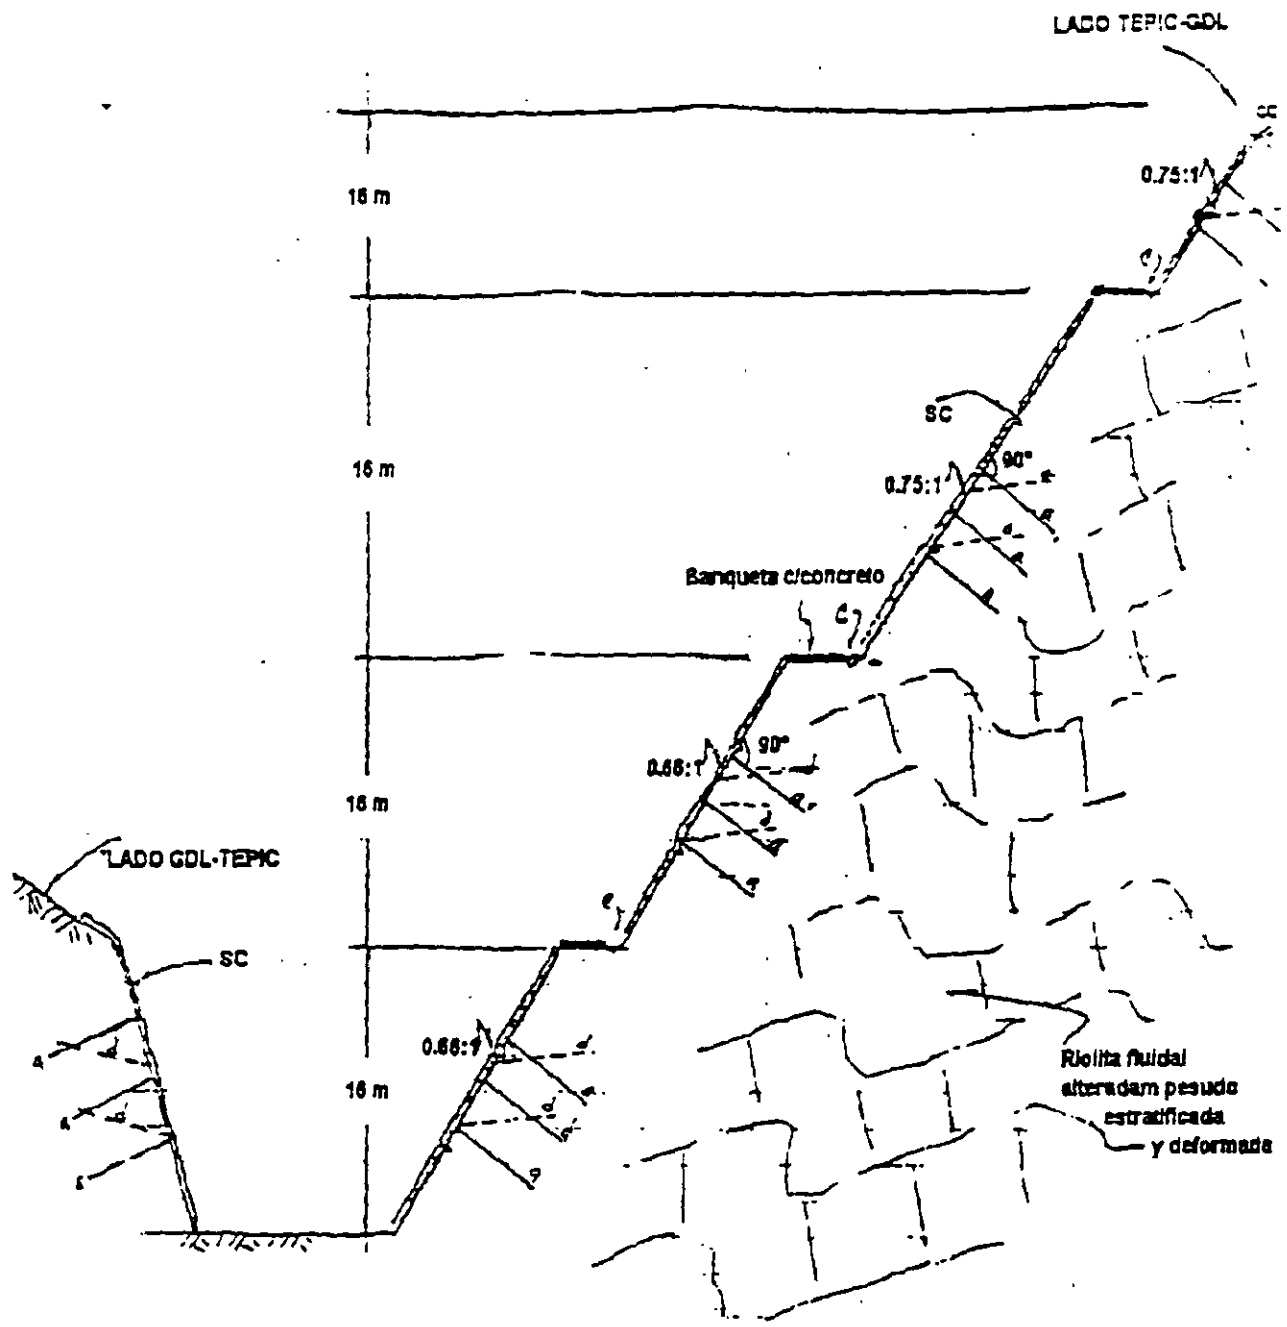 LADO TEPIC-GDL
0.75:1
16 m
C
SC
90°
0.75:1
16 m
a
d
a
Banqueta c/concreto
C
90°
0.66:1
16 m
a
d
a
LADO GDL-TEPIC
C
SC
0.66:1
d
a
16 m
d
a
a
d
a
d
Riolita fluidal
alteradam pesudo
estratificada
y deformada